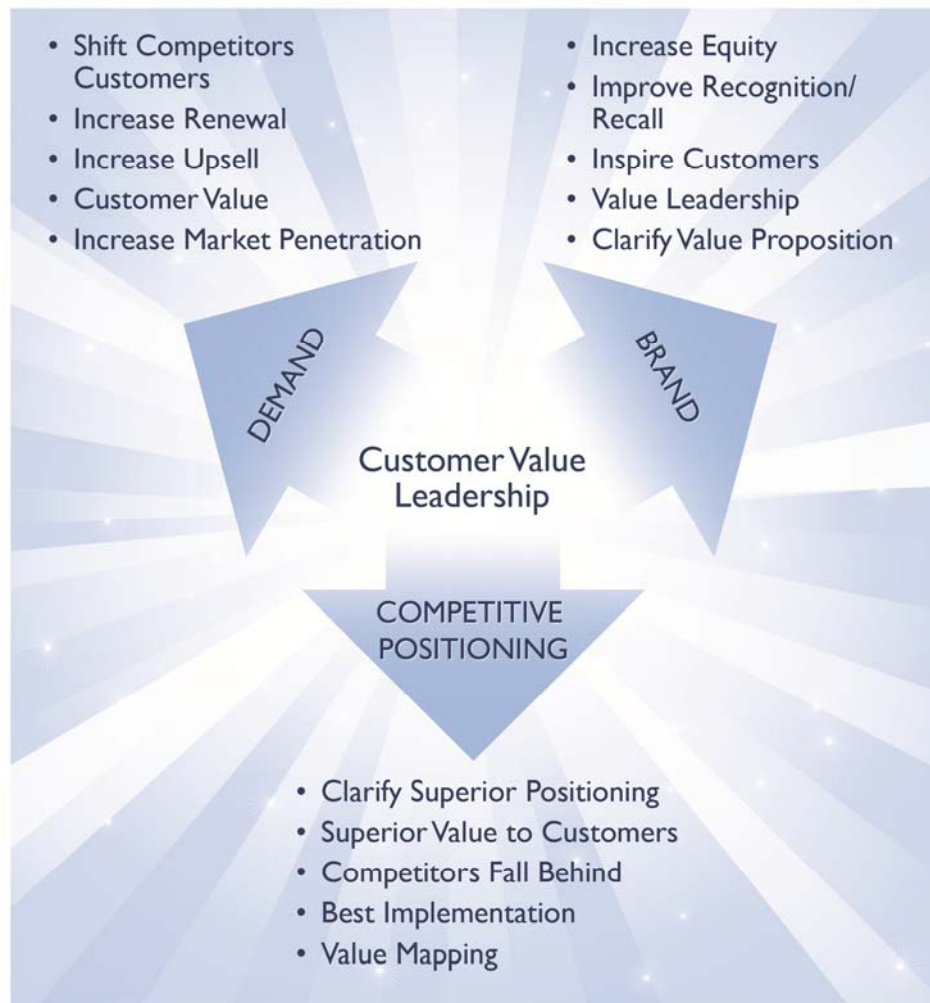 • Shift Competitors
Customers
• Increase Renewal
• Increase Upsell
• Customer Value
• Increase Market Penetration
• Increase Equity
• Improve Recognition/
Recall
• Inspire Customers
• Value Leadership
• Clarify Value Proposition
DEMAND
BRAND
Customer Value
Leadership
COMPETITIVE
POSITIONING
• Clarify Superior Positioning
• Superior Value to Customers
• Competitors Fall Behind
• Best Implementation
• Value Mapping